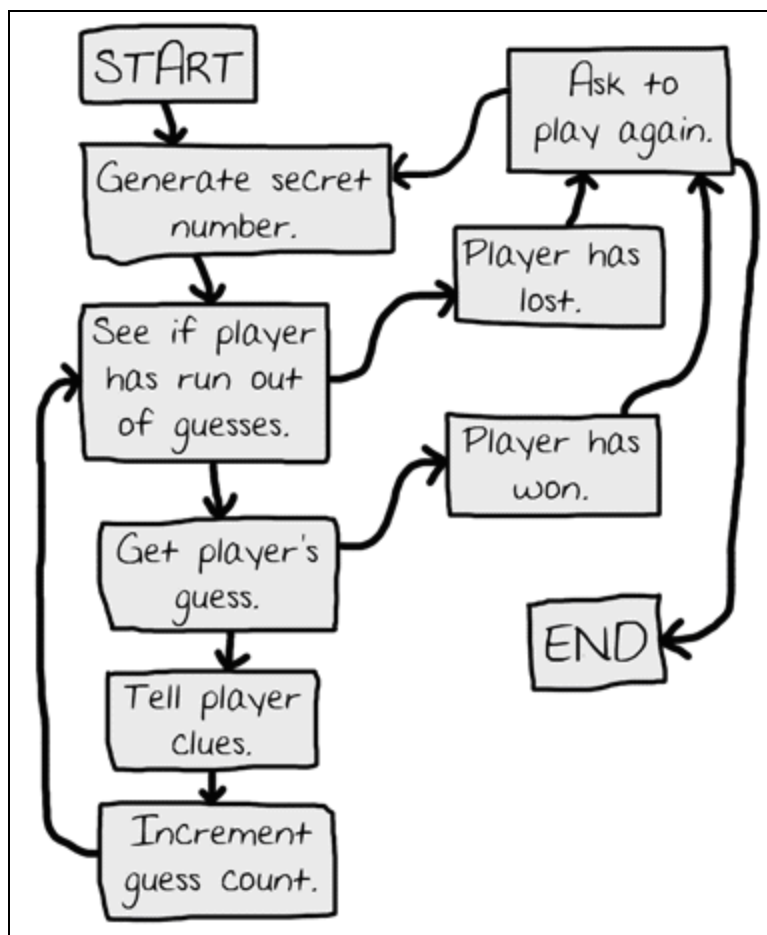 START
Generate secret
number.
See if player
has run out
of guesses.
Get player's
guess.
Tell player
clues.
Increment
guess count.
Ask to
play again.
Player has
lost.
Player has
won.
END